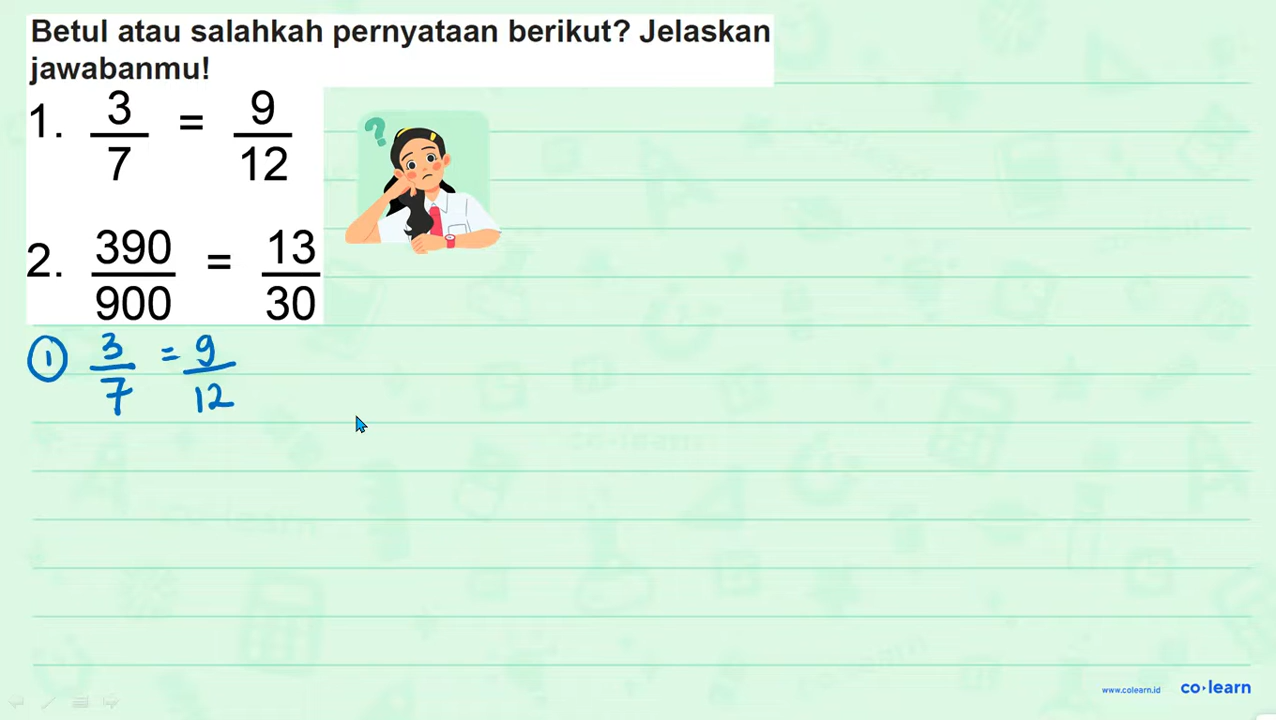 Betul atau salahkah pernyataan berikut? Jelaskan
jawabanmu!
1. 3/7 = 9/12
?
2. 390/900 = 13/30
① 3/7 = 9/12
www.colearn.id co·learn